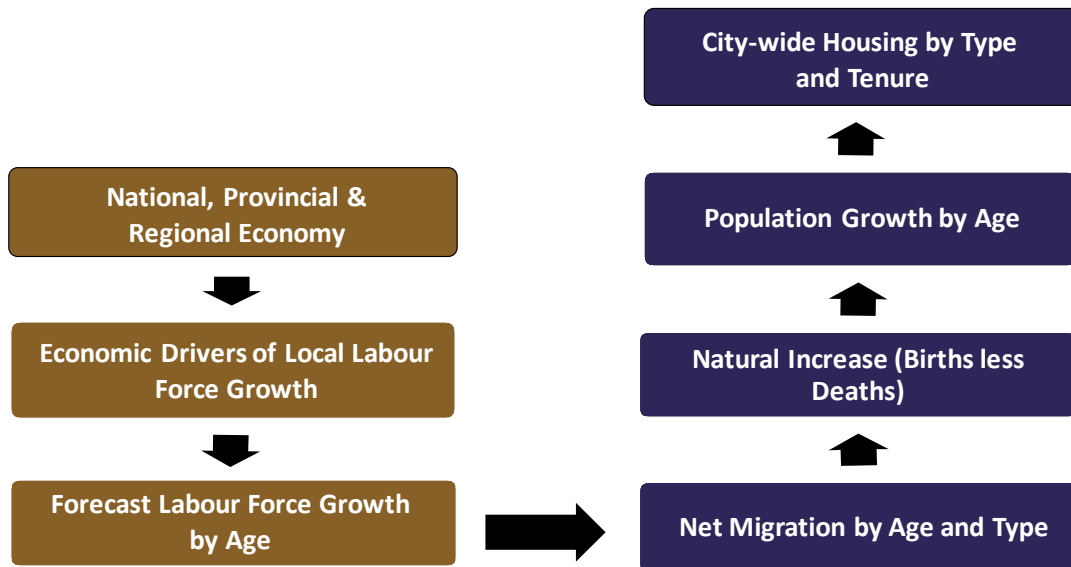 National, Provincial &
Regional Economy
Economic Drivers of Local Labour
Force Growth
Forecast Labour Force Growth
by Age
City-wide Housing by Type
and Tenure
Population Growth by Age
Natural Increase (Births less
Deaths)
Net Migration by Age and Type